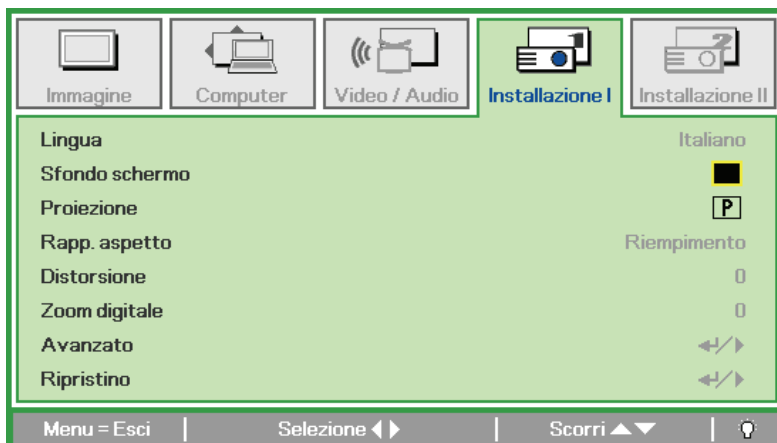 Immagine
Computer
Video / Audio
Installazione I
Installazione II
Lingua Italiano
Sfondo schermo
Proiezione P
Rapp. aspetto Riempimento
Distorsione 0
Zoom digitale 0
Avanzato ↵/▶
Ripristino ↵/▶
Menu = Esci | Selezione ◀ ▶ | Scorri ▲▼ |